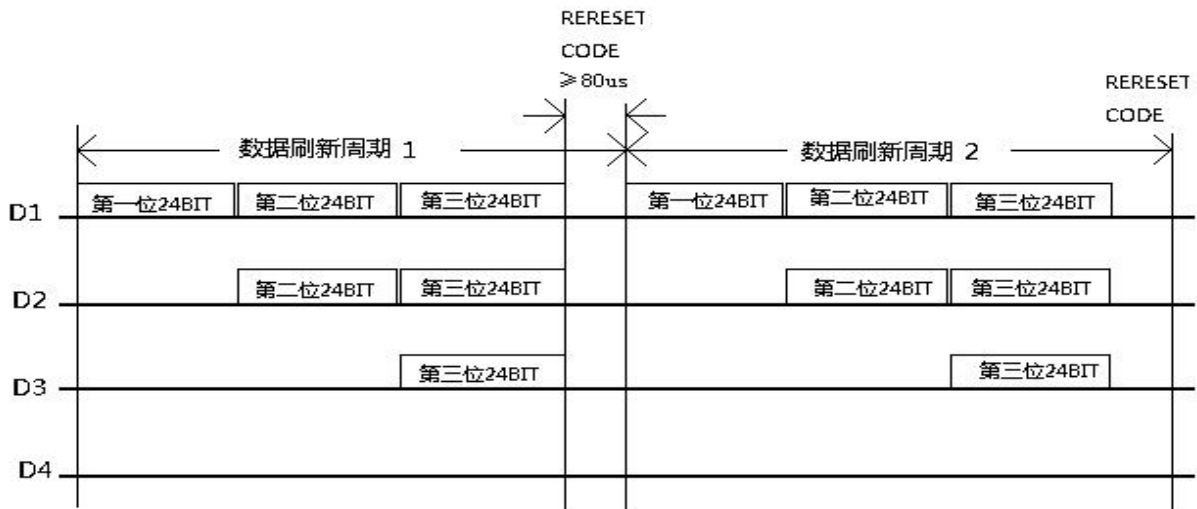 RERESET
CODE
≥80us
RERESET
CODE
数据刷新周期 1
数据刷新周期 2
D1
第一位24BIT
第二位24BIT
第三位24BIT
第一位24BIT
第二位24BIT
第三位24BIT
D2
第二位24BIT
第三位24BIT
第二位24BIT
第三位24BIT
D3
第三位24BIT
第三位24BIT
D4